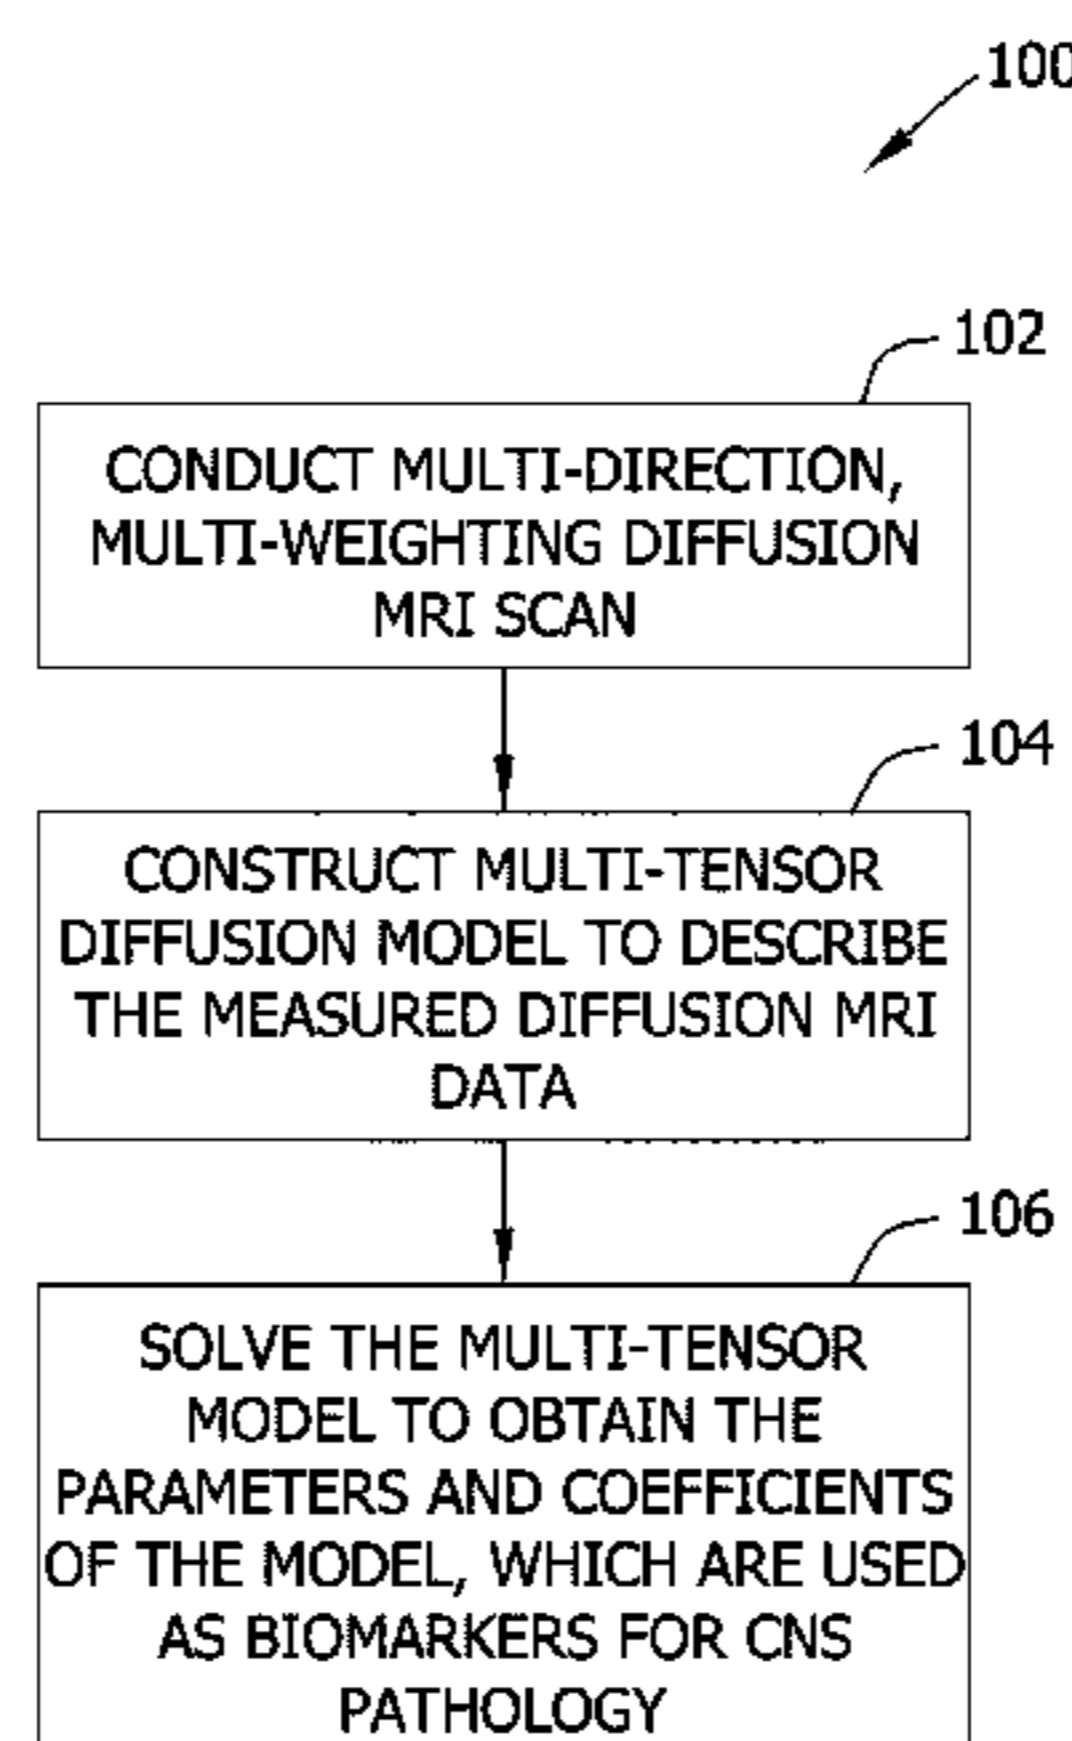 100
102
CONDUCT MULTI-DIRECTION,
MULTI-WEIGHTING DIFFUSION
MRI SCAN
104
CONSTRUCT MULTI-TENSOR
DIFFUSION MODEL TO DESCRIBE
THE MEASURED DIFFUSION MRI
DATA
106
SOLVE THE MULTI-TENSOR
MODEL TO OBTAIN THE
PARAMETERS AND COEFFICIENTS
OF THE MODEL, WHICH ARE USED
AS BIOMARKERS FOR CNS
PATHOLOGY